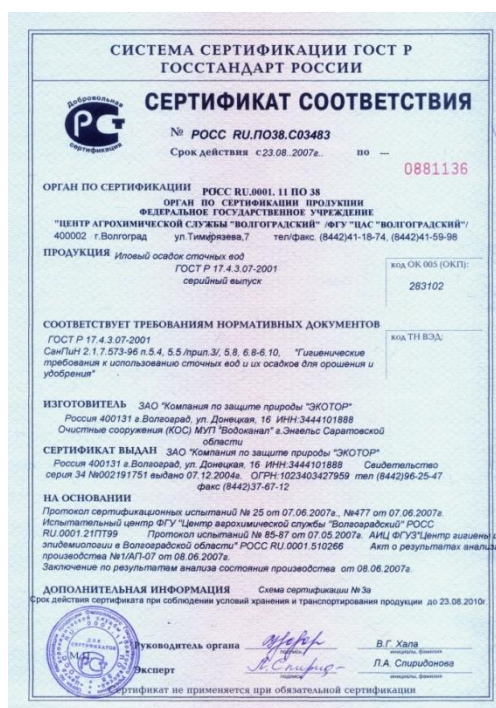 СИСТЕМА СЕРТИФИКАЦИИ ГОСТ Р
ГОССТАНДАРТ РОССИИ
Добровольная
сертификация
СЕРТИФИКАТ СООТВЕТСТВИЯ
№ РОСС RU.ПО38.С03483
Срок действия с 23.08..2007г.. по —
0881136
ОРГАН ПО СЕРТИФИКАЦИИ РОСС RU.0001. 11 ПО 38
ОРГАН ПО СЕРТИФИКАЦИИ ПРОДУКЦИИ
ФЕДЕРАЛЬНОЕ ГОСУДАРСТВЕННОЕ УЧРЕЖДЕНИЕ
"ЦЕНТР АГРОХИМИЧЕСКОЙ СЛУЖБЫ "ВОЛГОГРАДСКИЙ" /ФГУ "ЦАС "ВОЛГОГРАДСКИЙ"/
400002 г.Волгоград ул.Тимирязева,7 тел/факс. (8442)41-18-74, (8442)41-59-98
ПРОДУКЦИЯ Иловый осадок сточных вод
ГОСТ Р 17.4.3.07-2001
серийный выпуск
код ОК 005 (ОКП):
283102
СООТВЕТСТВУЕТ ТРЕБОВАНИЯМ НОРМАТИВНЫХ ДОКУМЕНТОВ
ГОСТ Р 17.4.3.07-2001
СанПиН 2.1.7.573-96 п.5.4, 5.5 /прил.3/, 5.8, 6.8-6.10, "Гигиенические
требования к использованию сточных вод и их осадков для орошения и
удобрения"
код ТН ВЭД:
ИЗГОТОВИТЕЛЬ ЗАО "Компания по защите природы "ЭКОТОР"
Россия 400131 г.Волгоград, ул. Донецкая, 16 ИНН:3444101888
Очистные сооружения (КОС) МУП "Водоканал" г.Энгельс Саратовской
области
СЕРТИФИКАТ ВЫДАН ЗАО "Компания по защите природы "ЭКОТОР"
Россия 400131 г.Волгоград, ул. Донецкая, 16 ИНН:3444101888 Свидетельство
серия 34 №002191751 выдано 07.12.2004г. ОГРН:1023403427959 тел (8442)96-25-47
факс (8442)37-67-12
НА ОСНОВАНИИ
Протокол сертификационных испытаний № 25 от 07.06.2007г., №477 от 07.06.2007г.
Испытательный центр ФГУ "Центр агрохимической службы "Волгоградский" РОСС
RU.0001.21ПТ99 Протокол испытаний № 85-87 от 07.05.2007г. АИЦ ФГУЗ"Центр гигиены
эпидемиологии в Волгоградской области" РОСС RU.0001.510266 Акт о результатах анализа
производства №1/АП-07 от 08.06.2007г.
Заключение по результатам анализа состояния производства от 08.06.2007г.
ДОПОЛНИТЕЛЬНАЯ ИНФОРМАЦИЯ Схема сертификации №3а
Срок действия сертификата при соблюдении условий хранения и транспортирования продукции до 23.08.2010г.
ДЛЯ
СЕРТИФИКАТОВ
М.П.
Руководитель органа
подпись
В.Г. Хала
инициалы, фамилия
Эксперт
подпись
Л.А. Спиридонова
инициалы, фамилия
Сертификат не применяется при обязательной сертификации